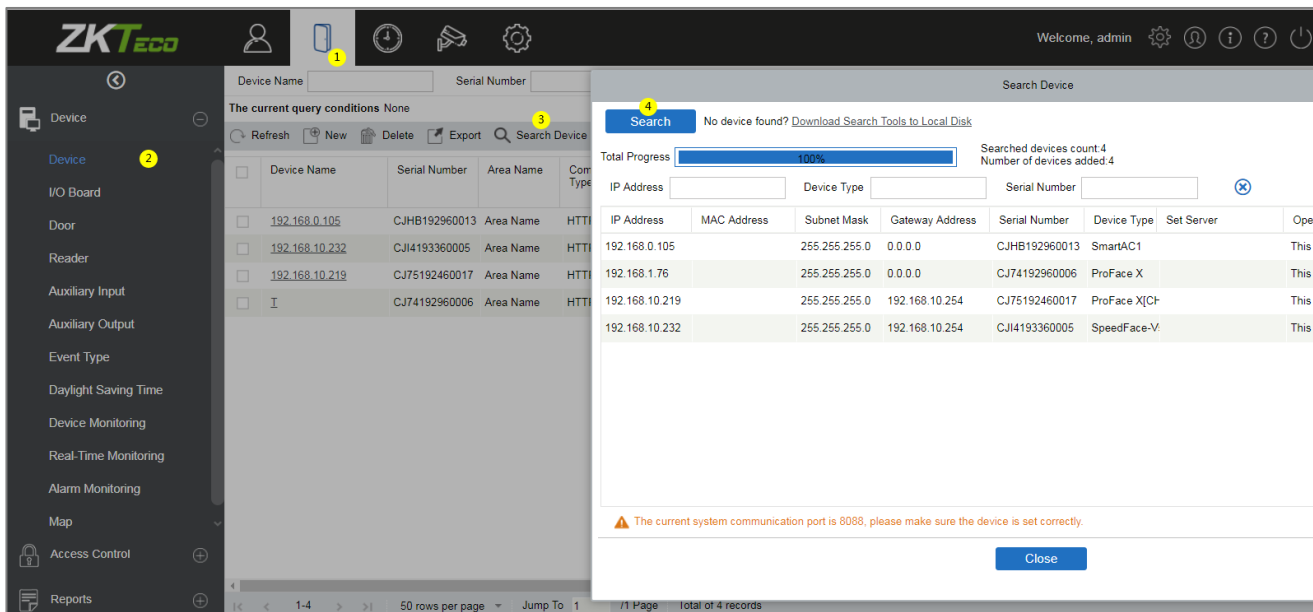 ZKTECO
1
Welcome, admin
Device Name
Serial Number
The current query conditions None
3
Refresh New Delete Export Search Device
Device Name Serial Number Area Name Com
Type
192.168.0.105 CJHB192960013 Area Name HTTI
192.168.10.232 CJI4193360005 Area Name HTTI
192.168.10.219 CJ75192460017 Area Name HTTI
T CJ74192960006 Area Name HTTI
Device
Device 2
I/O Board
Door
Reader
Auxiliary Input
Auxiliary Output
Event Type
Daylight Saving Time
Device Monitoring
Real-Time Monitoring
Alarm Monitoring
Map
Access Control
Reports
1-4 50 rows per page Jump To 1 /1 Page Total of 4 records
Search Device
4
Search No device found? Download Search Tools to Local Disk
Total Progress 100% Searched devices count:4
Number of devices added:4
IP Address Device Type Serial Number
IP Address MAC Address Subnet Mask Gateway Address Serial Number Device Type Set Server Ope
192.168.0.105 255.255.255.0 0.0.0.0 CJHB192960013 SmartAC1 This
192.168.1.76 255.255.255.0 0.0.0.0 CJ74192960006 ProFace X This
192.168.10.219 255.255.255.0 192.168.10.254 CJ75192460017 ProFace X[CH This
192.168.10.232 255.255.255.0 192.168.10.254 CJI4193360005 SpeedFace-V This
The current system communication port is 8088, please make sure the device is set correctly.
Close